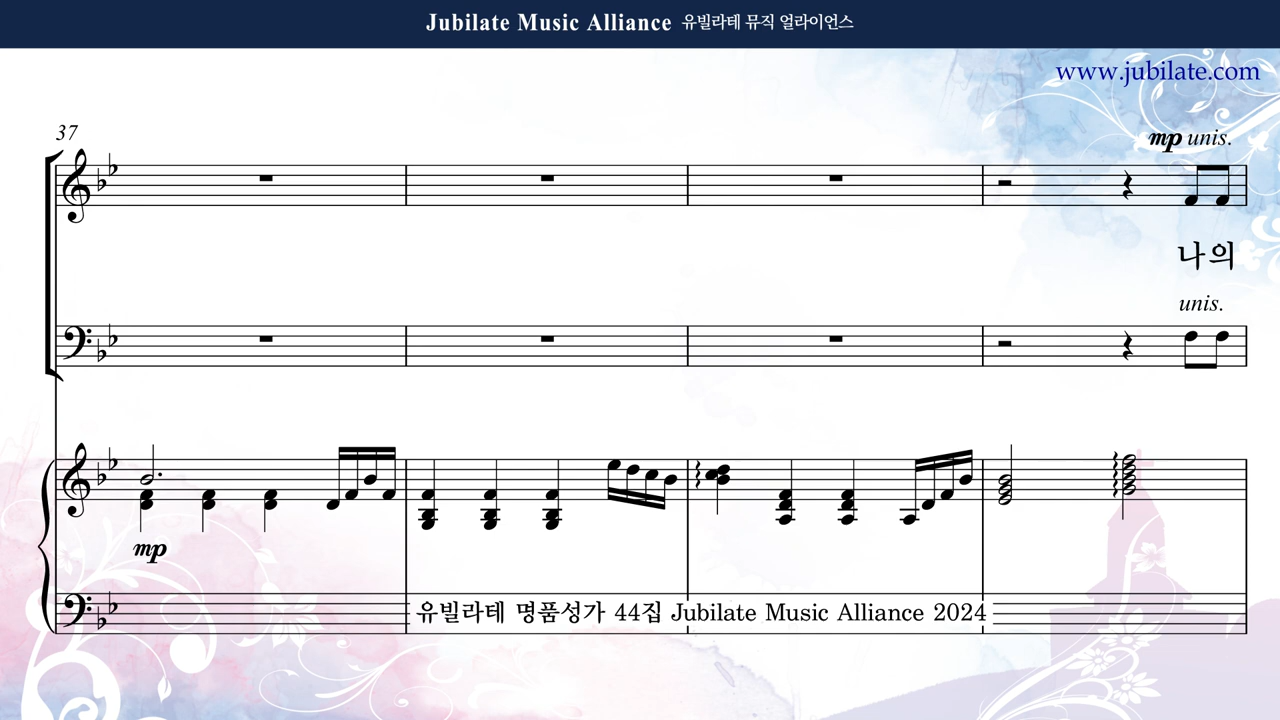 Jubilate Music Alliance 유빌라테 뮤직 얼라이언스
www.jubilate.com
37
mp unis.
나의
unis.
mp
유빌라테 명품성가 44집 Jubilate Music Alliance 2024